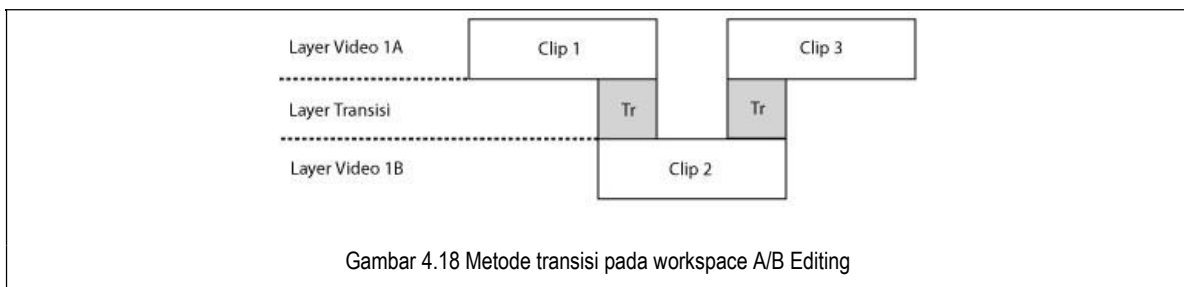 Layer Video 1A Clip 1 Clip 3
Layer Transisi Tr Tr
Layer Video 1B Clip 2
Gambar 4.18 Metode transisi pada workspace A/B Editing